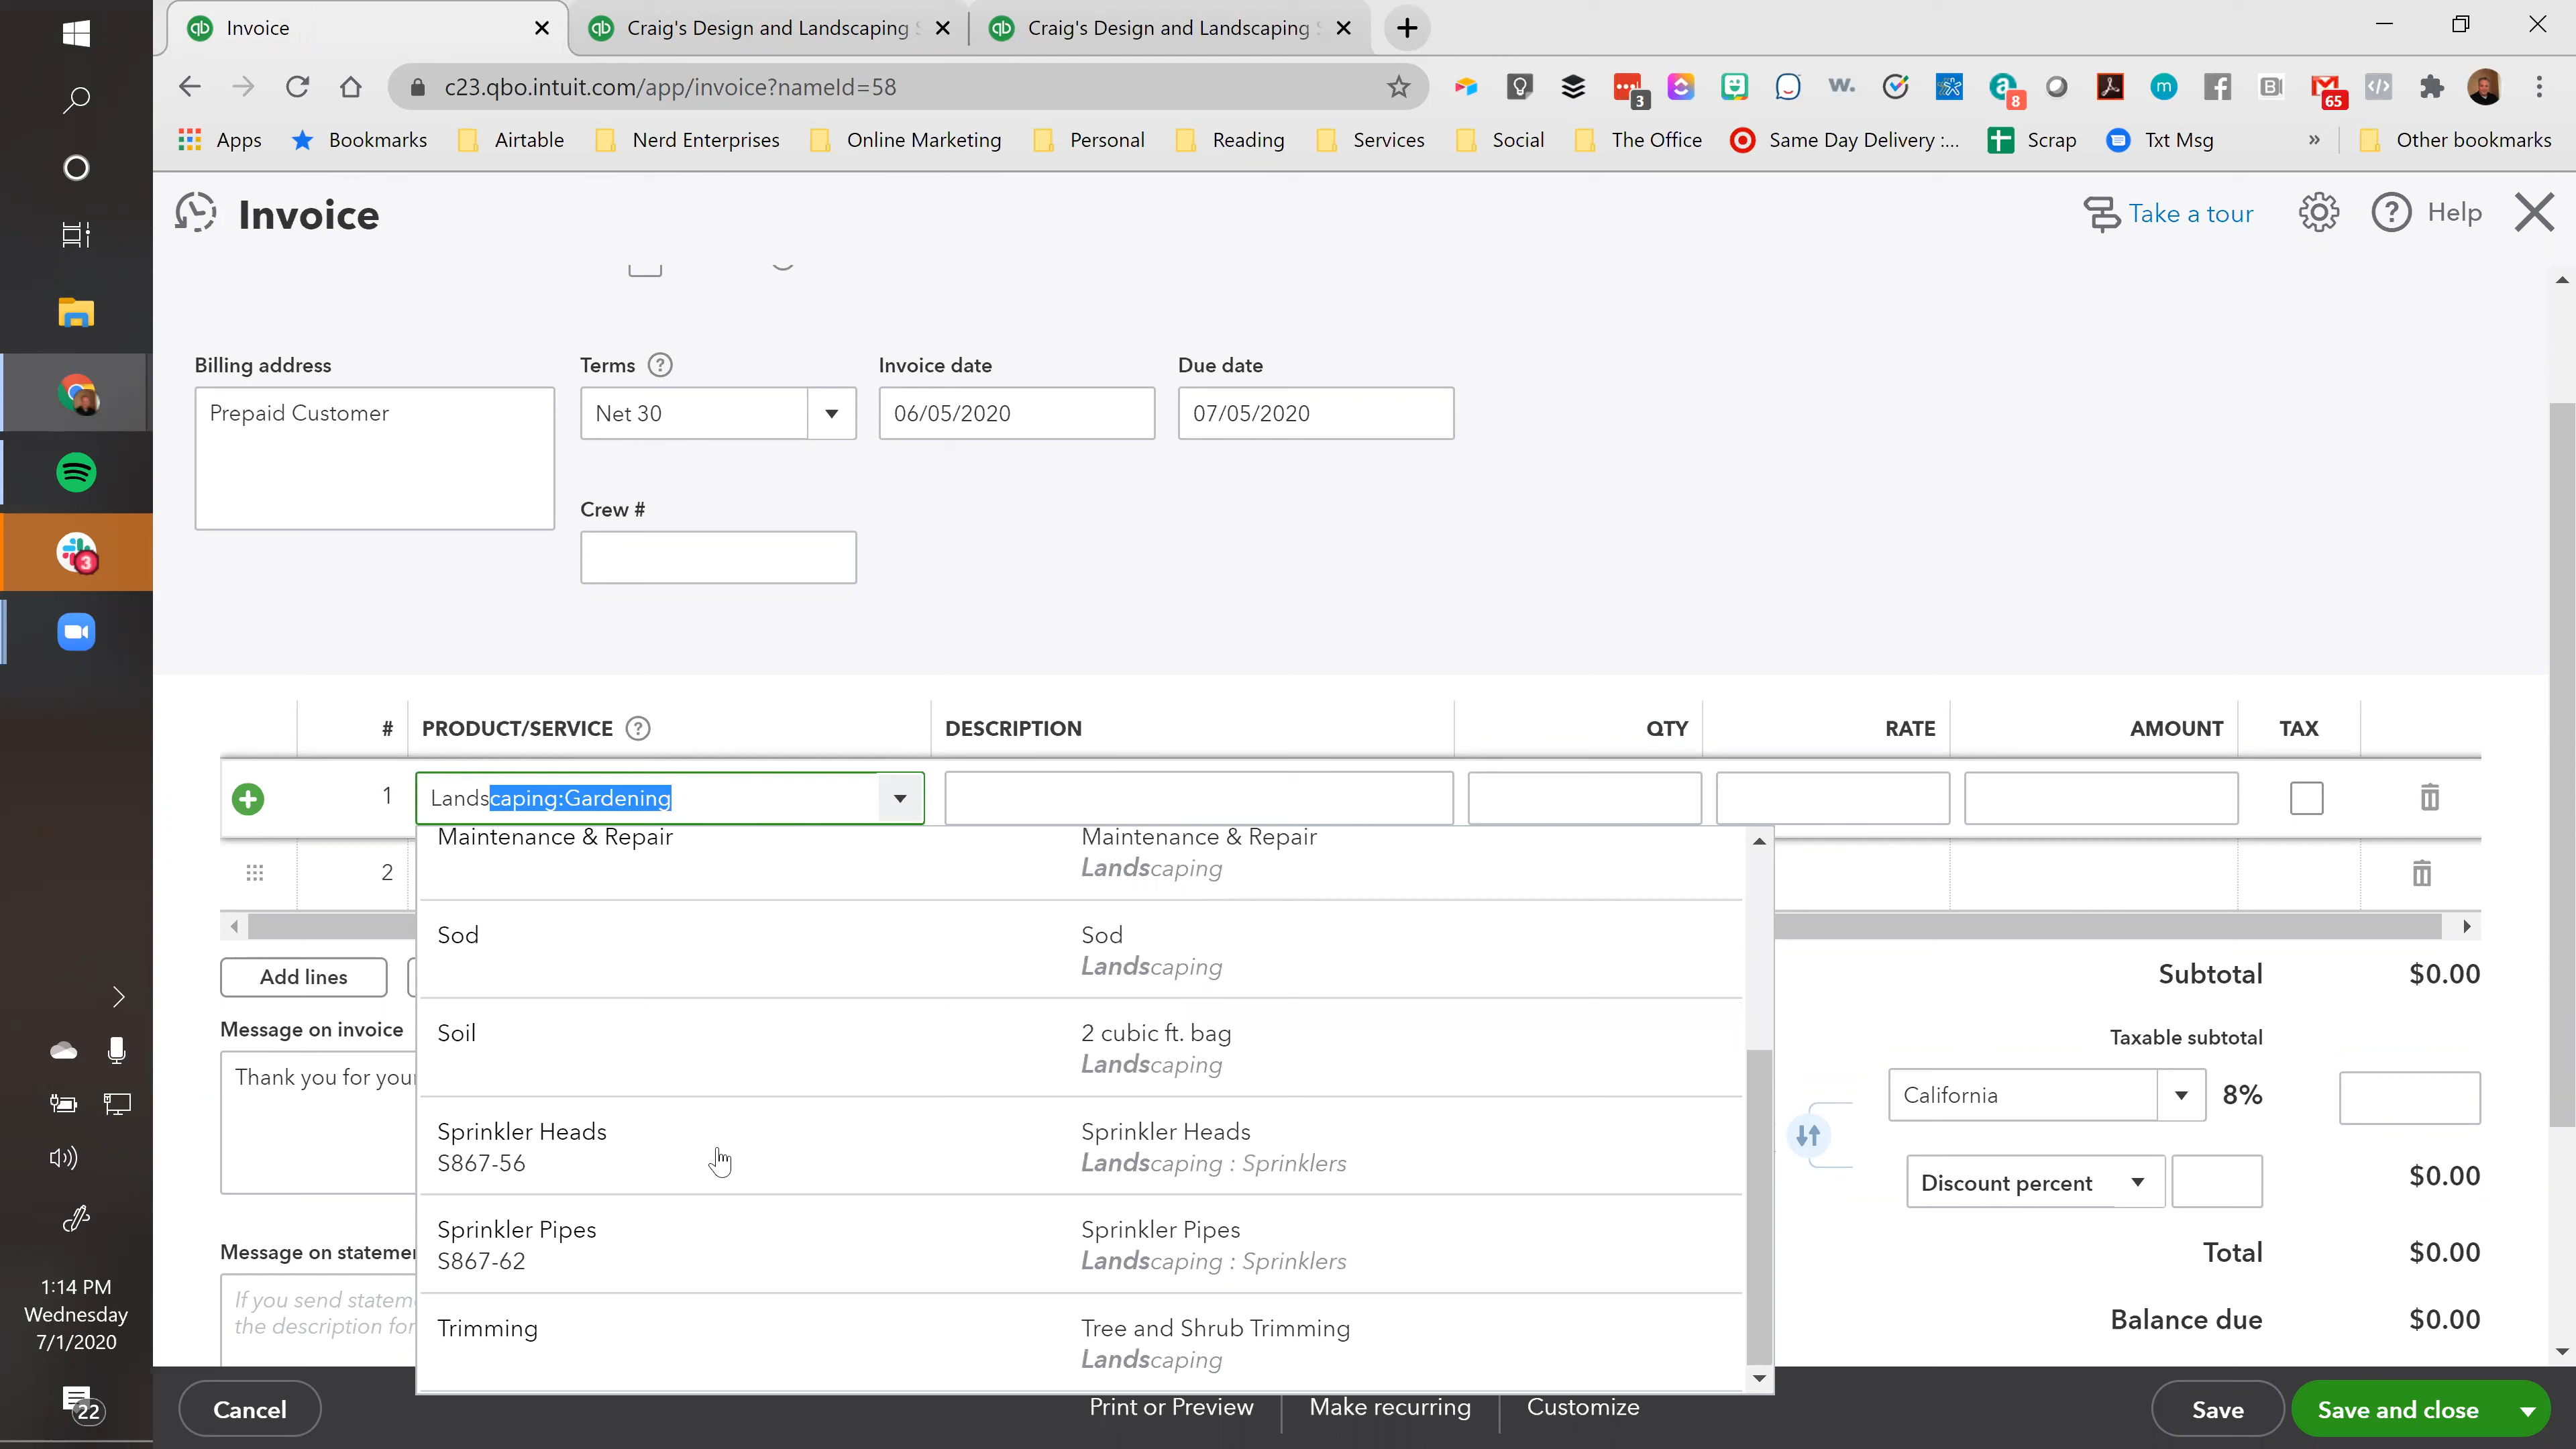 Invoice
Craig's Design and Landscaping S
Craig's Design and Landscaping S
c23.qbo.intuit.com/app/invoice?nameId=58
3
w.
8
m
B
65
Apps
Bookmarks
Airtable
Nerd Enterprises
Online Marketing
Personal
Reading
Services
Social
The Office
Same Day Delivery :...
Scrap
Txt Msg
»
Other bookmarks
Invoice
Take a tour
Help
Billing address
Terms
Invoice date
Due date
Prepaid Customer
Net 30
06/05/2020
07/05/2020
Crew #
3
# PRODUCT/SERVICE DESCRIPTION QTY RATE AMOUNT TAX
1 Landscaping:Gardening
Maintenance & Repair
Maintenance & Repair
Landscaping
2
Sod
Sod
Landscaping
Add lines
Subtotal $0.00
Message on invoice
Soil
2 cubic ft. bag
Landscaping
Taxable subtotal
Thank you for your
California
8%
Sprinkler Heads
S867-56
Sprinkler Heads
Landscaping : Sprinklers
Discount percent
$0.00
Message on statemen
Sprinkler Pipes
S867-62
Sprinkler Pipes
Landscaping : Sprinklers
Total $0.00
If you send statem
the description for
Trimming
Tree and Shrub Trimming
Landscaping
Balance due $0.00
1:14 PM
Wednesday
7/1/2020
22
Cancel
Print or Preview
Make recurring
Customize
Save
Save and close